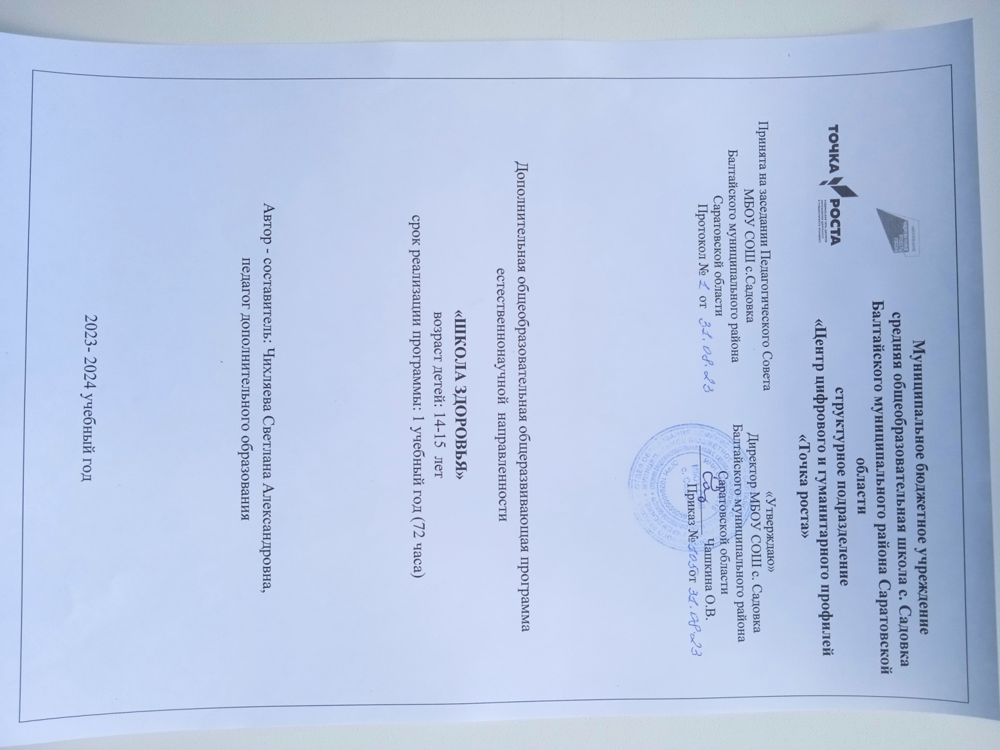 Муниципальное бюджетное учреждение
средняя общеобразовательная школа с. Садовка
Балтайского муниципального района Саратовской
области
структурное подразделение
«Центр цифрового и гуманитарного профилей
«Точка роста»
ТОЧКА РОСТА
Принята на заседании Педагогического Совета
МБОУ СОШ с.Садовка
Балтайского муниципального района
Саратовской области
Протокол № 1 от 31.08.23
«Утверждаю»
Директор МБОУ СОШ с. Садовка
Балтайского муниципального района
Саратовской области
Чашкина О.В.
Приказ № от 31.08.23
Дополнительная общеобразовательная общеразвивающая программа
естественнонаучной направленности
«ШКОЛА ЗДОРОВЬЯ»
возраст детей: 14-15 лет
срок реализации программы: 1 учебный год (72 часа)
Автор - составитель: Чихляева Светлана Александровна,
педагог дополнительного образования
2023- 2024 учебный год